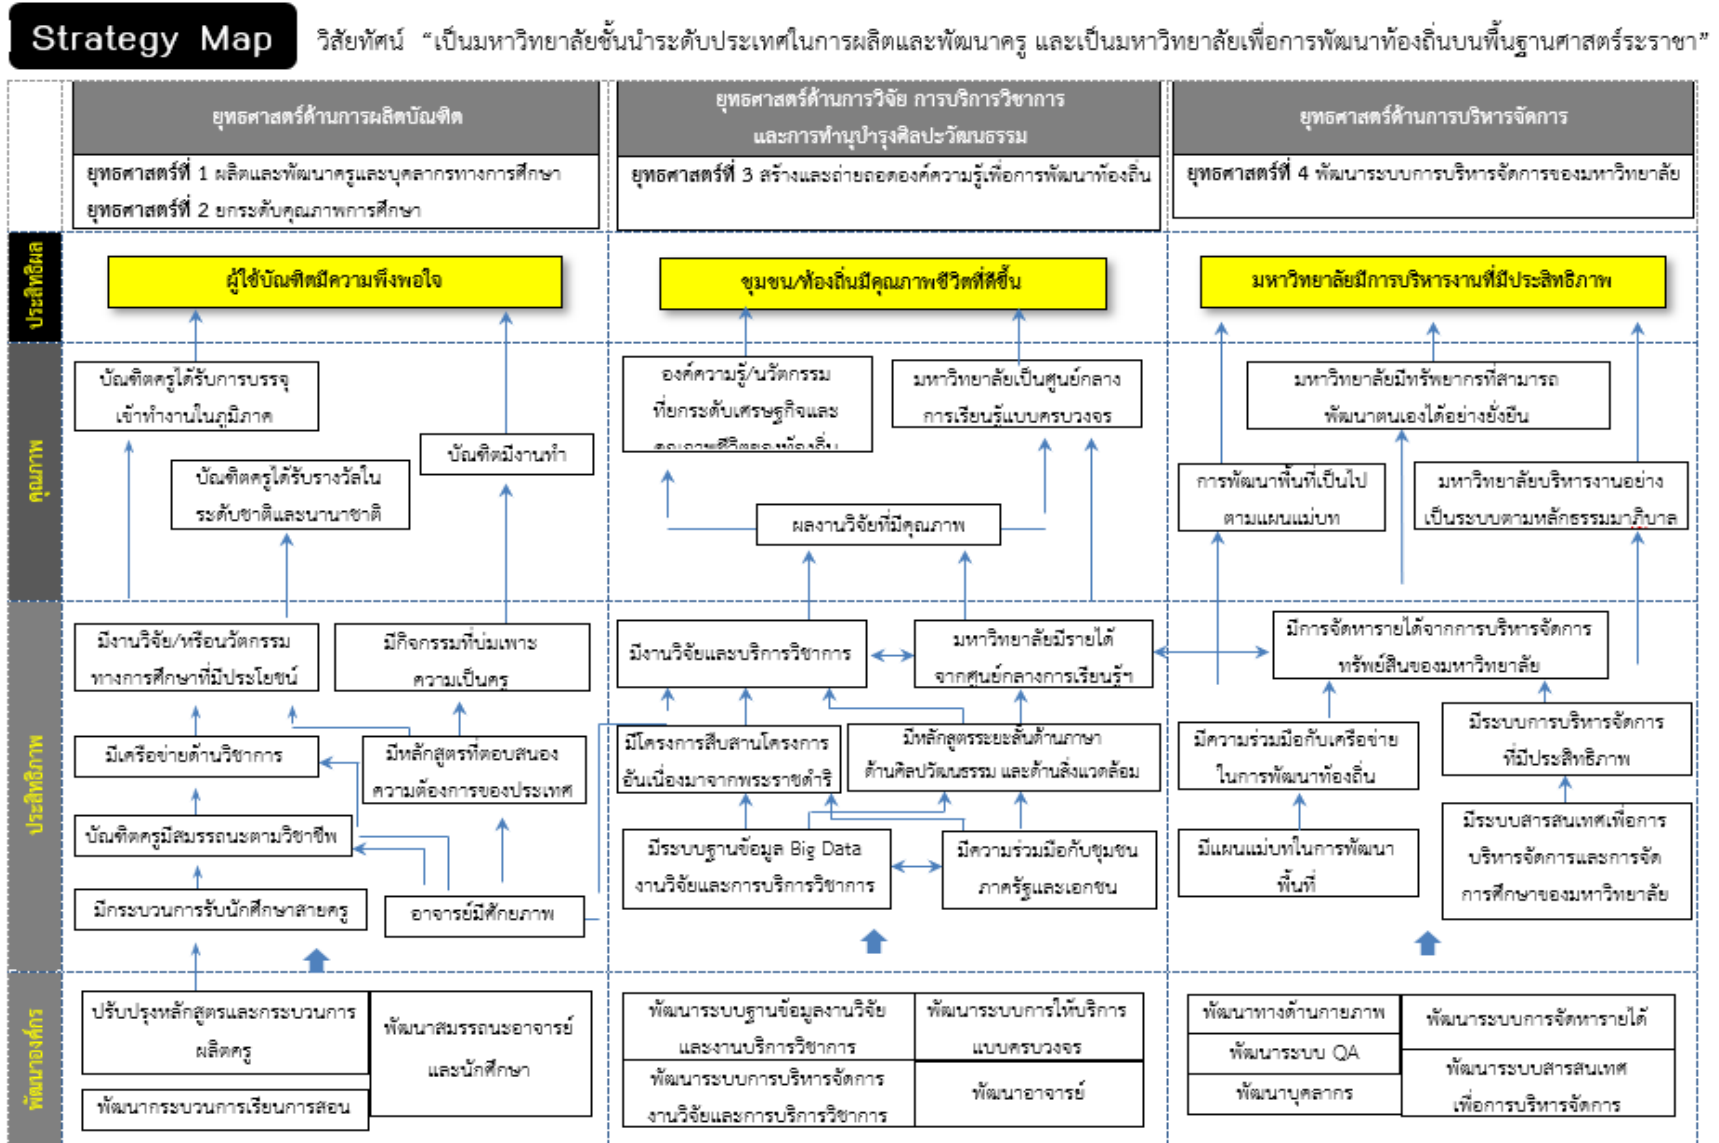 Strategy Map
วิสัยทัศน์ “เป็นมหาวิทยาลัยชั้นนำระดับประเทศในการผลิตและพัฒนาครู และเป็นมหาวิทยาลัยเพื่อการพัฒนาท้องถิ่นบนพื้นฐานศาสตร์ระราชา”
ยุทธศาสตร์ด้านการผลิตบัณฑิต
ยุทธศาสตร์ที่ 1 ผลิตและพัฒนาครูและบุคลากรทางการศึกษา
ยุทธศาสตร์ที่ 2 ยกระดับคุณภาพการศึกษา
ยุทธศาสตร์ด้านการวิจัย การบริการวิชาการ
และการทำนุบำรุงศิลปะวัฒนธรรม
ยุทธศาสตร์ที่ 3 สร้างและถ่ายถอดองค์ความรู้เพื่อการพัฒนาท้องถิ่น
ยุทธศาสตร์ด้านการบริหารจัดการ
ยุทธศาสตร์ที่ 4 พัฒนาระบบการบริหารจัดการของมหาวิทยาลัย
ประสิทธิผล
ผู้ใช้บัณฑิตมีความพึงพอใจ
ชุมชน/ท้องถิ่นมีคุณภาพชีวิตที่ดีขึ้น
มหาวิทยาลัยมีการบริหารงานที่มีประสิทธิภาพ
คุณภาพ
บัณฑิตครูได้รับการบรรจุ
เข้าทำงานในภูมิภาค
บัณฑิตมีงานทำ
บัณฑิตครูได้รับรางวัลใน
ระดับชาติและนานาชาติ
องค์ความรู้/นวัตกรรม
ที่ยกระดับเศรษฐกิจและ
คุณภาพชีวิตของท้องถิ่น
มหาวิทยาลัยเป็นศูนย์กลาง
การเรียนรู้แบบครบวงจร
ผลงานวิจัยที่มีคุณภาพ
มหาวิทยาลัยมีทรัพยากรที่สามารถ
พัฒนาตนเองได้อย่างยั่งยืน
การพัฒนาพื้นที่เป็นไป
ตามแผนแม่บท
มหาวิทยาลัยบริหารงานอย่าง
เป็นระบบตามหลักธรรมมาภิบาล
ประสิทธิภาพ
มีงานวิจัย/หรือนวัตกรรม
ทางการศึกษาที่มีประโยชน์
มีกิจกรรมที่บ่มเพาะ
ความเป็นครู
มีเครือข่ายด้านวิชาการ
มีหลักสูตรที่ตอบสนอง
ความต้องการของประเทศ
บัณฑิตครูมีสมรรถนะตามวิชาชีพ
มีกระบวนการรับนักศึกษาสายครู
อาจารย์มีศักยภาพ
มีงานวิจัยและบริการวิชาการ
มหาวิทยาลัยมีรายได้
จากศูนย์กลางการเรียนรู้ฯ
มีโครงการสืบสานโครงการ
อันเนื่องมาจากพระราชดำริ
มีหลักสูตรระยะสั้นด้านภาษา
ด้านศิลปวัฒนธรรม และด้านสิ่งแวดล้อม
มีระบบฐานข้อมูล Big Data
งานวิจัยและการบริการวิชาการ
มีความร่วมมือกับชุมชน
ภาครัฐและเอกชน
มีการจัดหารายได้จากการบริหารจัดการ
ทรัพย์สินของมหาวิทยาลัย
มีความร่วมมือกับเครือข่าย
ในการพัฒนาท้องถิ่น
มีระบบการบริหารจัดการ
ที่มีประสิทธิภาพ
มีแผนแม่บทในการพัฒนา
พื้นที่
มีระบบสารสนเทศเพื่อการ
บริหารจัดการและการจัด
การศึกษาของมหาวิทยาลัย
พัฒนาองค์กร
ปรับปรุงหลักสูตรและกระบวนการ
ผลิตครู
พัฒนากระบวนการเรียนการสอน
พัฒนาสมรรถนะอาจารย์
และนักศึกษา
พัฒนาระบบฐานข้อมูลงานวิจัย
และงานบริการวิชาการ
พัฒนาระบบการบริหารจัดการ
งานวิจัยและการบริการวิชาการ
พัฒนาระบบการให้บริการ
แบบครบวงจร
พัฒนาอาจารย์
พัฒนาทางด้านกายภาพ
พัฒนาระบบ QA
พัฒนาบุคลากร
พัฒนาระบบการจัดหารายได้
พัฒนาระบบสารสนเทศ
เพื่อการบริหารจัดการ